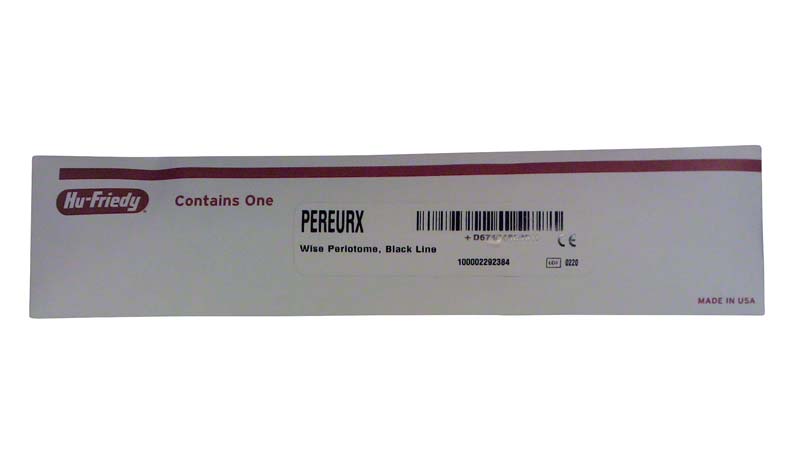 Hu-Friedy
Contains One
PEREURX
Wise Periotome, Black Line
100002292384
LOT 0220
CE
MADE IN USA